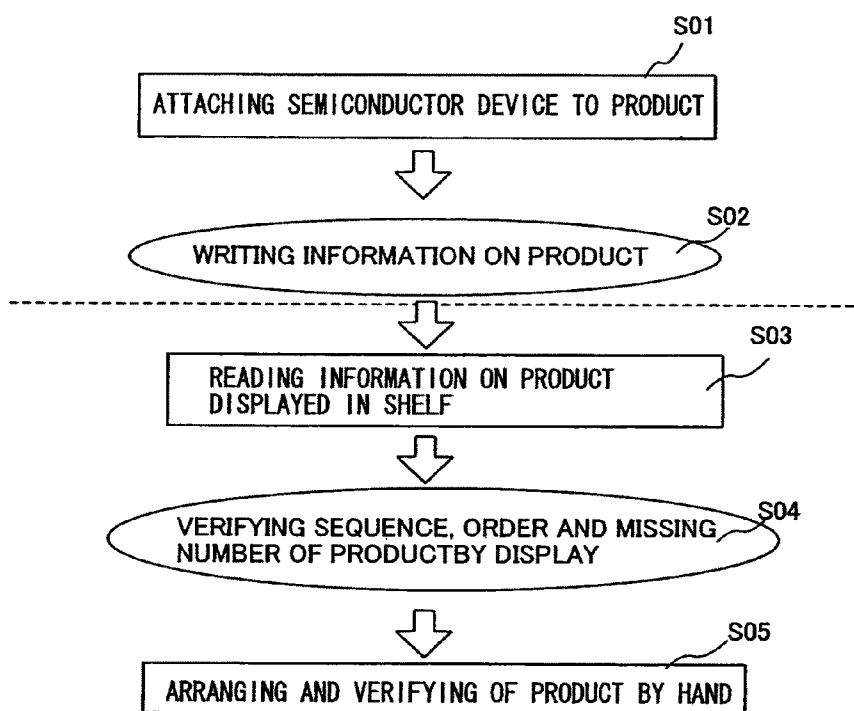 S01
ATTACHING SEMICONDUCTOR DEVICE TO PRODUCT
S02
WRITING INFORMATION ON PRODUCT
S03
READING INFORMATION ON PRODUCT
DISPLAYED IN SHELF
S04
VERIFYING SEQUENCE, ORDER AND MISSING
NUMBER OF PRODUCTBY DISPLAY
S05
ARRANGING AND VERIFYING OF PRODUCT BY HAND